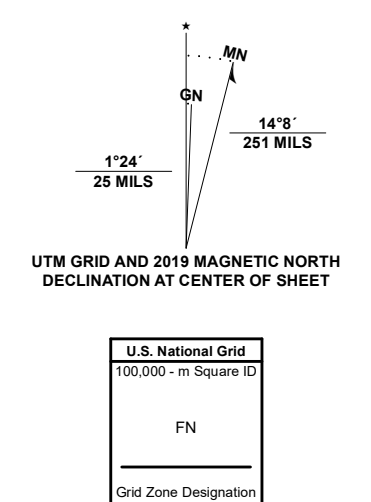 MN
GN
14°8´
251 MILS
1°24´
25 MILS
UTM GRID AND 2019 MAGNETIC NORTH
DECLINATION AT CENTER OF SHEET
U.S. National Grid
100,000 - m Square ID
FN
Grid Zone Designation